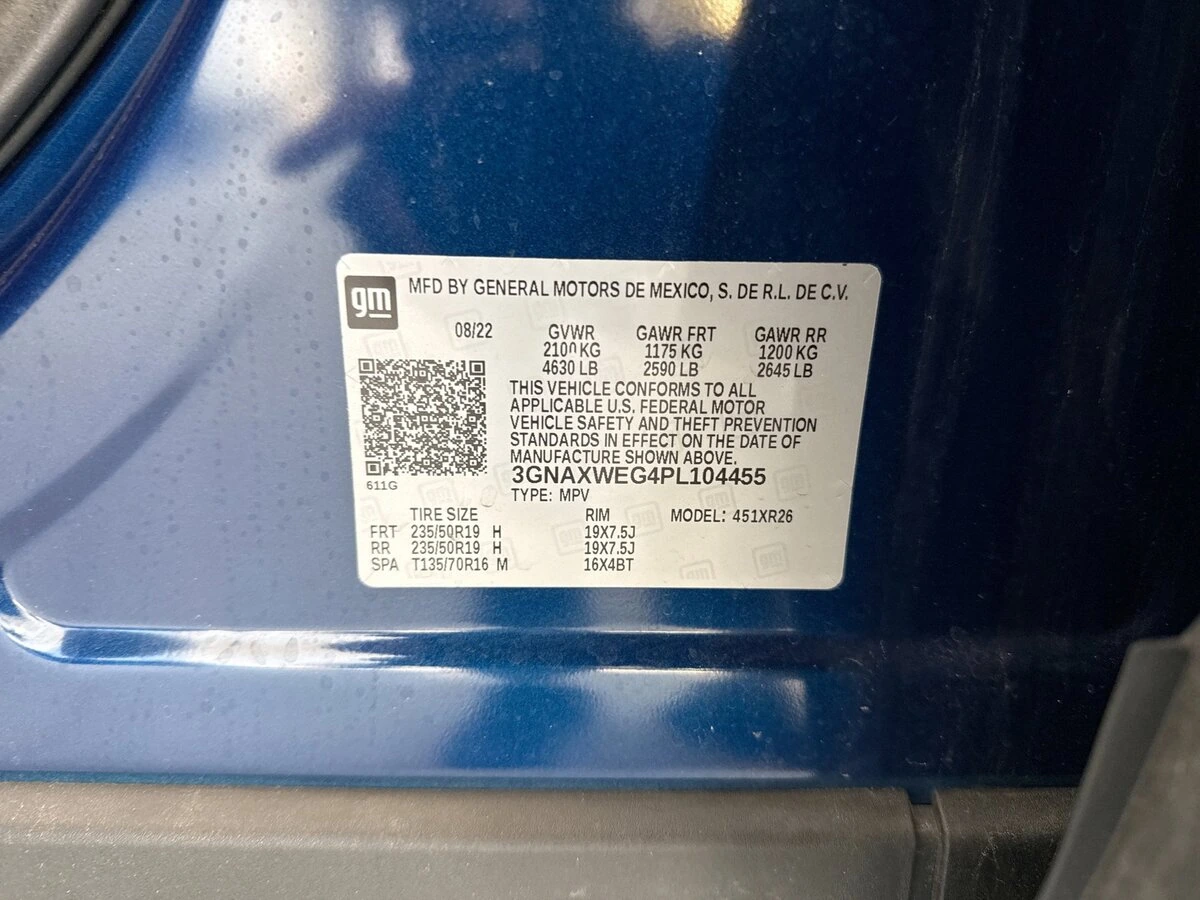 gm MFD BY GENERAL MOTORS DE MEXICO, S. DE R.L. DE C.V.
08/22 GVWR GAWR FRT GAWR RR
2100 KG 1175 KG 1200 KG
4630 LB 2590 LB 2645 LB
THIS VEHICLE CONFORMS TO ALL
APPLICABLE U.S. FEDERAL MOTOR
VEHICLE SAFETY AND THEFT PREVENTION
STANDARDS IN EFFECT ON THE DATE OF
MANUFACTURE SHOWN ABOVE.
3GNAXWEG4PL104455
611G
TYPE: MPV
TIRE SIZE RIM MODEL: 451XR26
FRT 235/50R19 H 19X7.5J
RR 235/50R19 H 19X7.5J
SPA T135/70R16 M 16X4BT